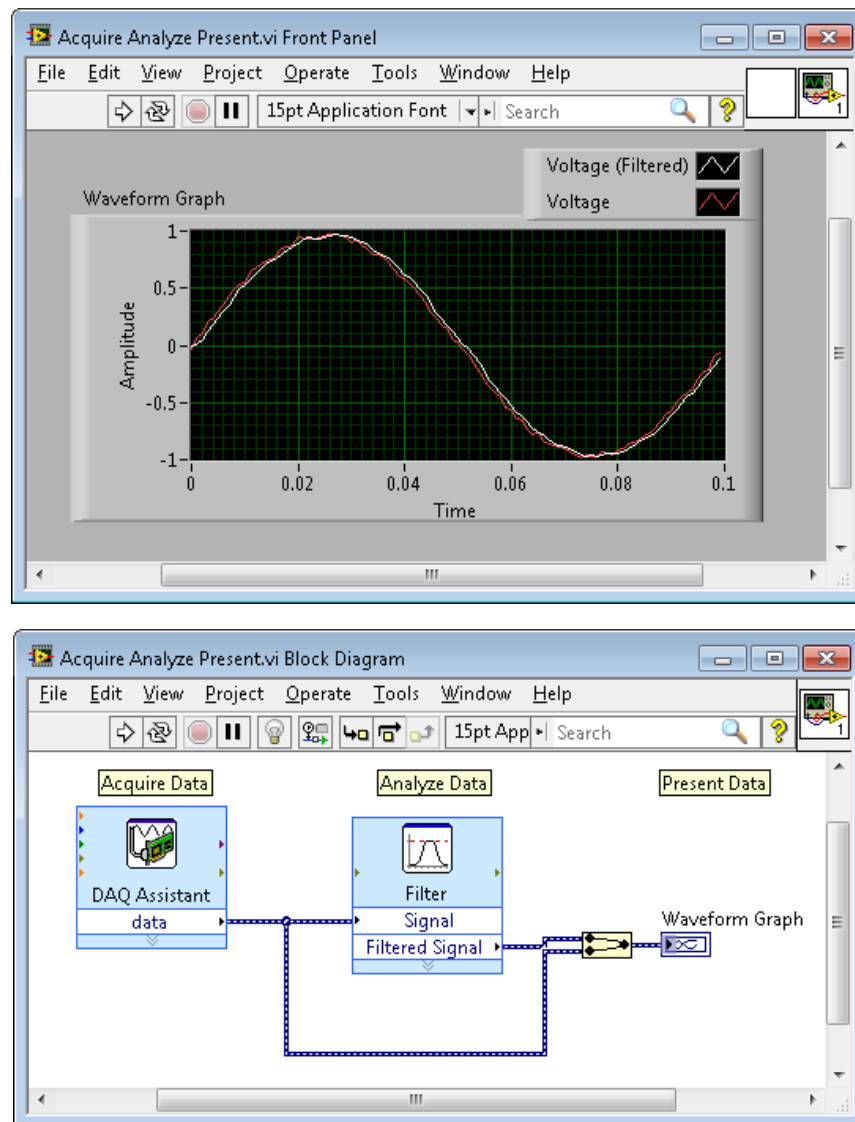 Acquire Analyze Present.vi Front Panel
File Edit View Project Operate Tools Window Help
15pt Application Font Search
1
Voltage (Filtered)
Voltage
Waveform Graph
1
0.5
0
-0.5
-1
Amplitude
0 0.02 0.04 0.06 0.08 0.1
Time
Acquire Analyze Present.vi Block Diagram
File Edit View Project Operate Tools Window Help
15pt App Search
1
Acquire Data Analyze Data Present Data
DAQ Assistant
data
Filter
Signal
Filtered Signal
Waveform Graph